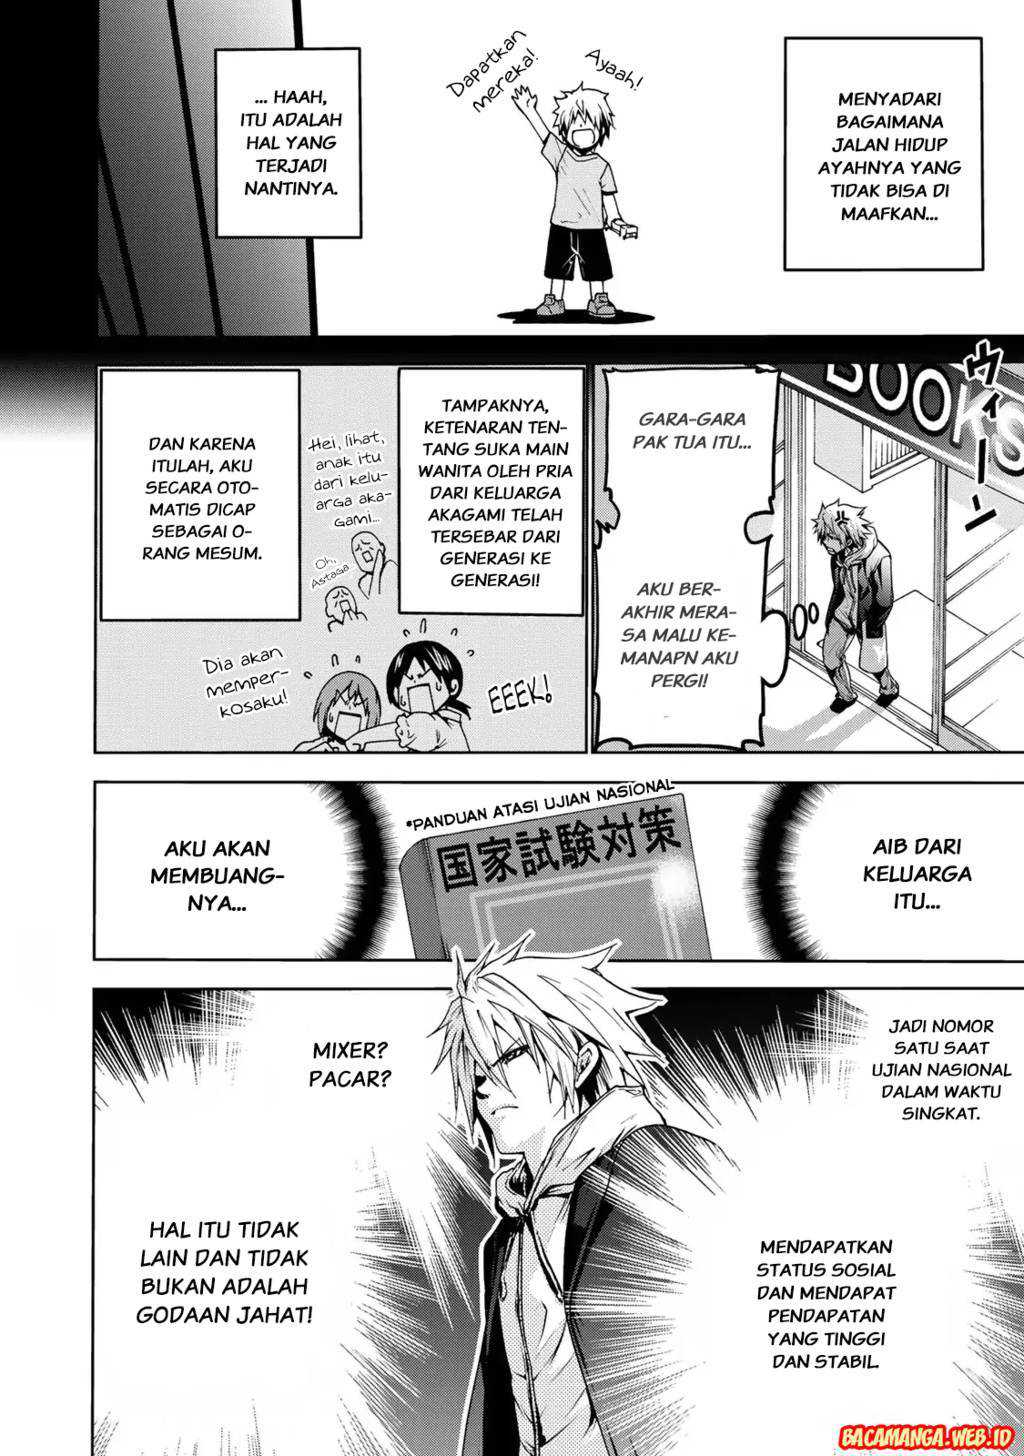 MENYADARI
BAGAIMANA
JALAN HIDUP
AYAHNYA YANG
TIDAK BISA DI
MAAFKAN...
Ayaah!
Dapatkan
mereka!
... HAAH,
ITU ADALAH
HAL YANG
TERJADI
NANTINYA.
BOOKS
ウィーン
GARA-GARA
PAK TUA ITU...
AKU BER-
AKHIR MERA-
SA MALU KE-
MANAPN AKU
PERGI!
TAMPAKNYA,
KETENARAN TEN-
TANG SUKA MAIN
WANITA OLEH PRIA
DARI KELUARGA
AKAGAMI TELAH
TERSEBAR DARI
GENERASI KE
GENERASI!
Hei, lihat,
anak itu
dari kelu-
arga aka-
gami...
Oh,
Astaga
DAN KARENA
ITULAH, AKU
SECARA OTO-
MATIS DICAP
SEBAGAI O-
RANG MESUM.
EEEK!
Dia akan
memper-
kosaku!
AIB DARI
KELUARGA
ITU...
*PANDUAN ATASI UJIAN NASIONAL
国家試験対策
AKU AKAN
MEMBUANG-
NYA...
JADI NOMOR
SATU SAAT
UJIAN NASIONAL
DALAM WAKTU
SINGKAT.
MENDAPATKAN
STATUS SOSIAL
DAN MENDAPAT
PENDAPATAN
YANG TINGGI
DAN STABIL.
MIXER?
PACAR?
HAL ITU TIDAK
LAIN DAN TIDAK
BUKAN ADALAH
GODAAN JAHAT!
BACAMANGA.WEB.ID